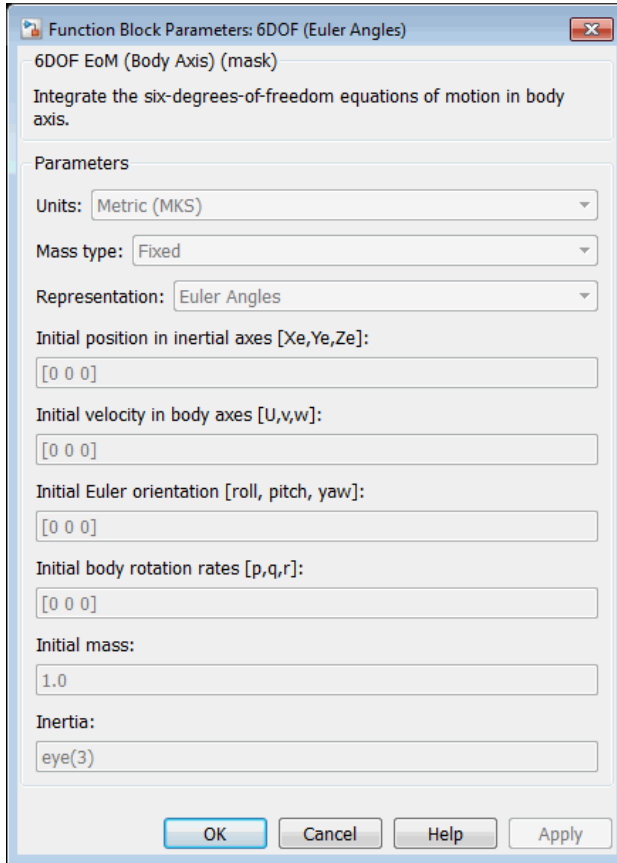 Function Block Parameters: 6DOF (Euler Angles)
6DOF EoM (Body Axis) (mask)
Integrate the six-degrees-of-freedom equations of motion in body
axis.
Parameters
Units: Metric (MKS)
Mass type: Fixed
Representation: Euler Angles
Initial position in inertial axes [Xe,Ye,Ze]:
[0 0 0]
Initial velocity in body axes [U,v,w]:
[0 0 0]
Initial Euler orientation [roll, pitch, yaw]:
[0 0 0]
Initial body rotation rates [p,q,r]:
[0 0 0]
Initial mass:
1.0
Inertia:
eye(3)
OK Cancel Help Apply